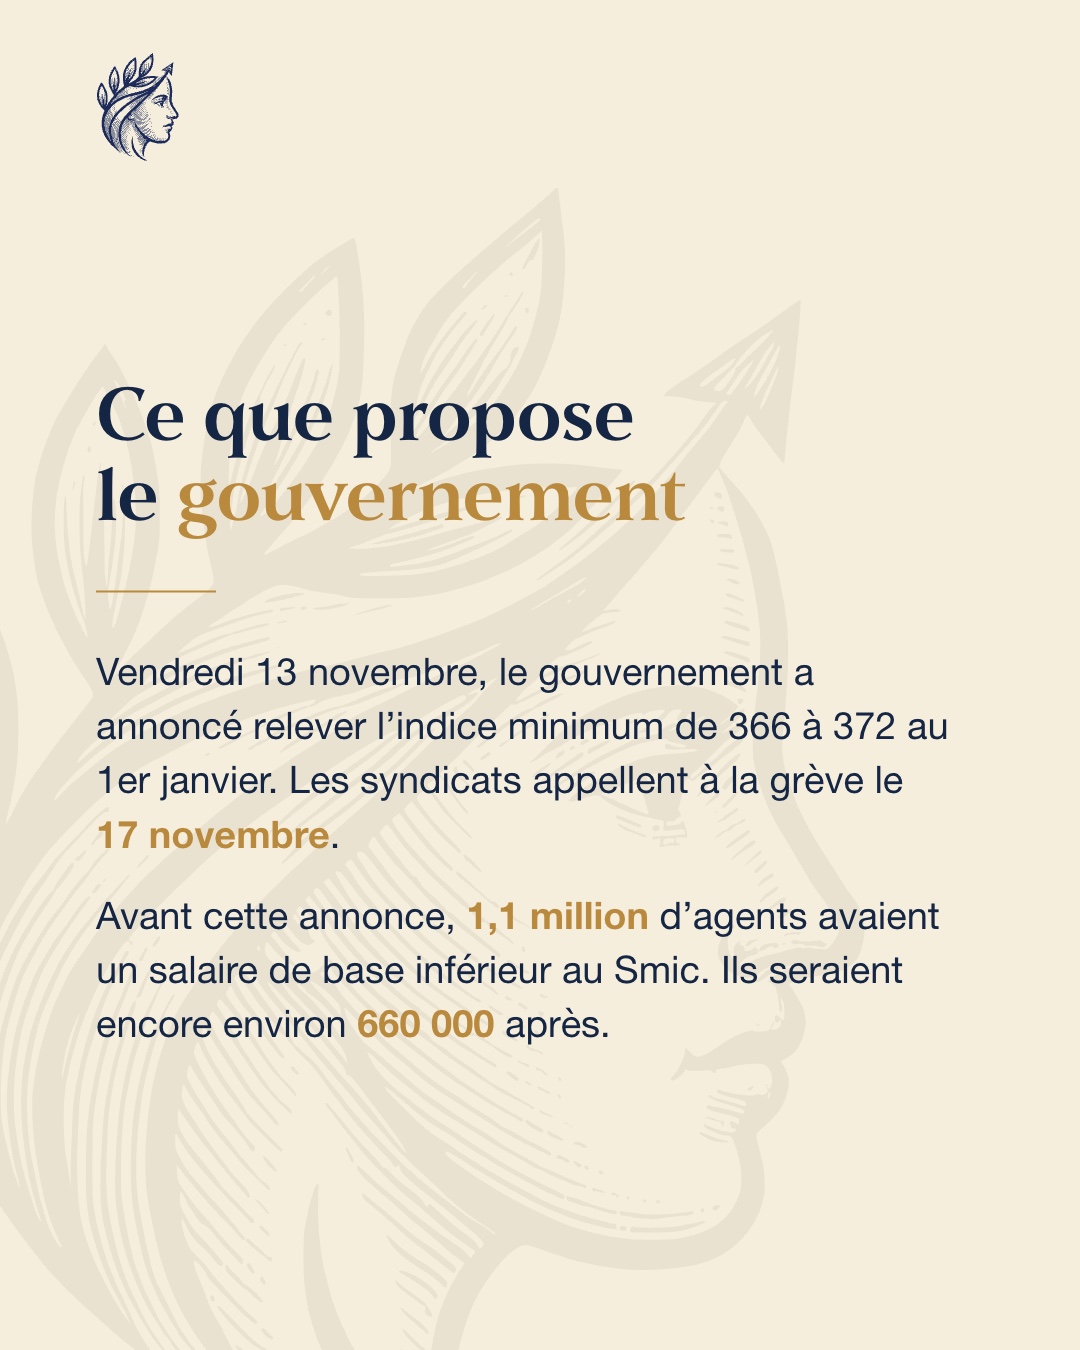 Ce que propose
le gouvernement
Vendredi 13 novembre, le gouvernement a
annoncé relever l’indice minimum de 366 à 372 au
1er janvier. Les syndicats appellent à la grève le
17 novembre.
Avant cette annonce, 1,1 million d’agents avaient
un salaire de base inférieur au Smic. Ils seraient
encore environ 660 000 après.